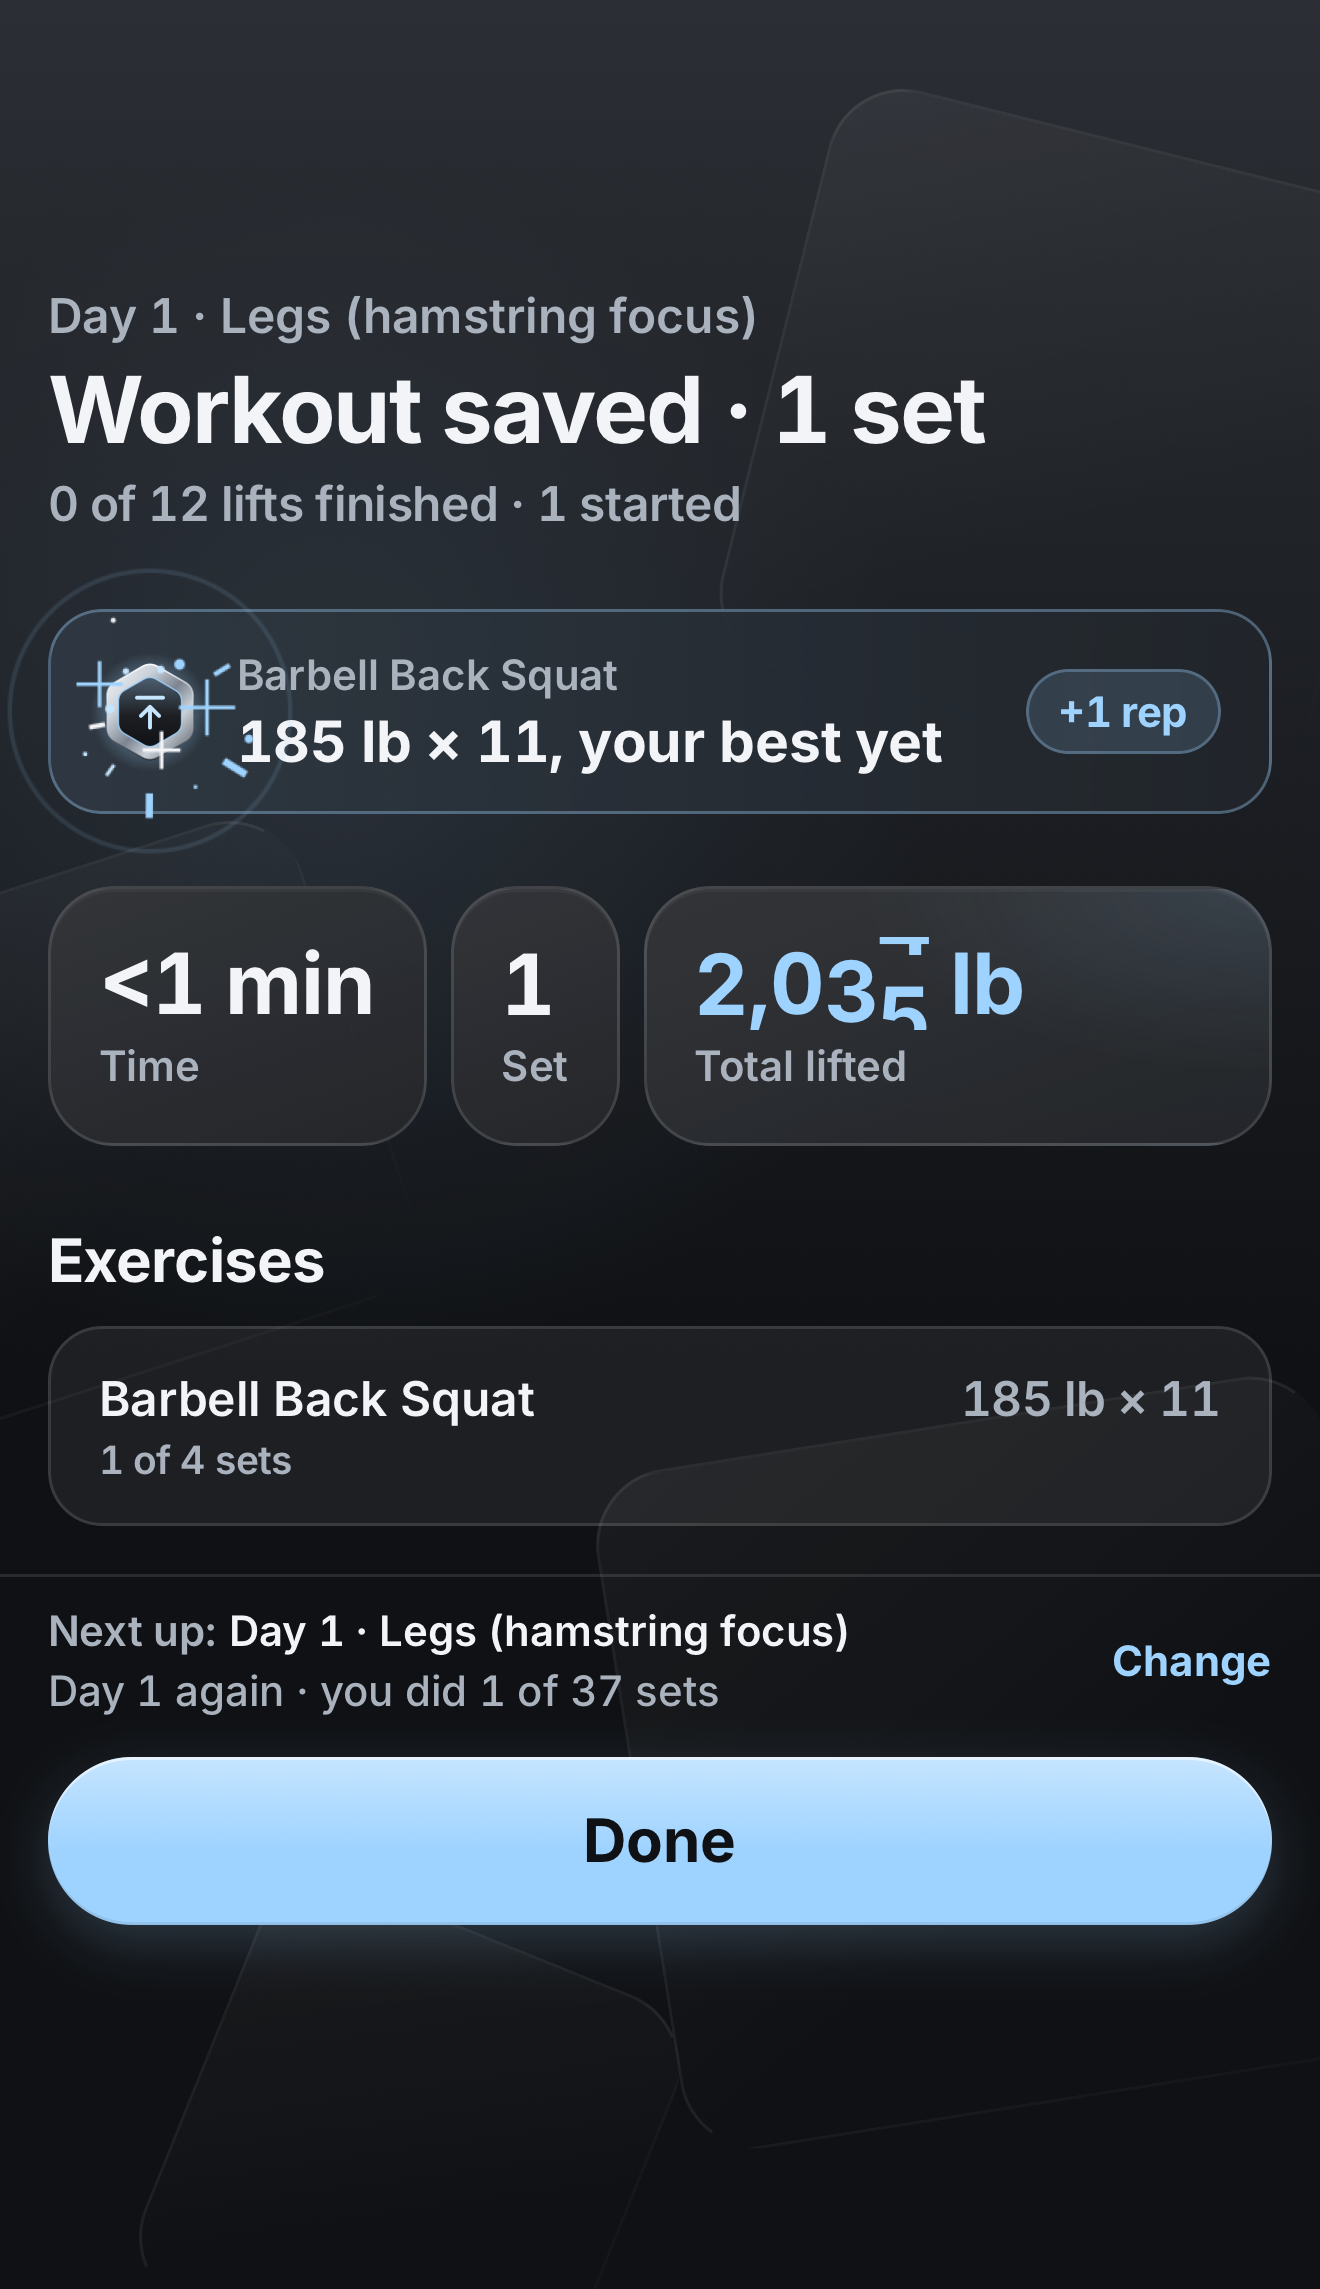 Day 1 · Legs (hamstring focus)
Workout saved · 1 set
0 of 12 lifts finished · 1 started
Barbell Back Squat
185 lb × 11, your best yet
+1 rep
<1 min
Time
1
Set
2,035 lb
Total lifted
Exercises
Barbell Back Squat
185 lb × 11
1 of 4 sets
Next up: Day 1 · Legs (hamstring focus)
Day 1 again · you did 1 of 37 sets
Change
Done